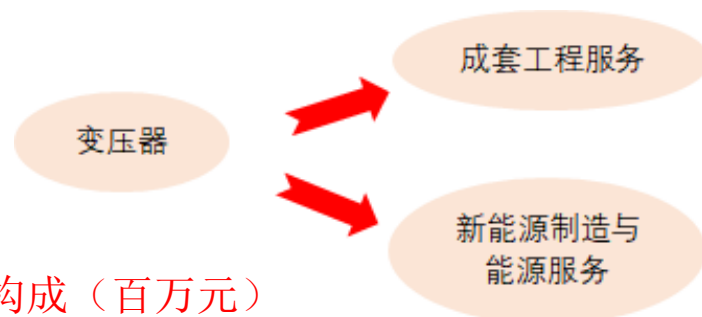 成套工程服务
变压器
新能源制造与
能源服务
构成（百万元）